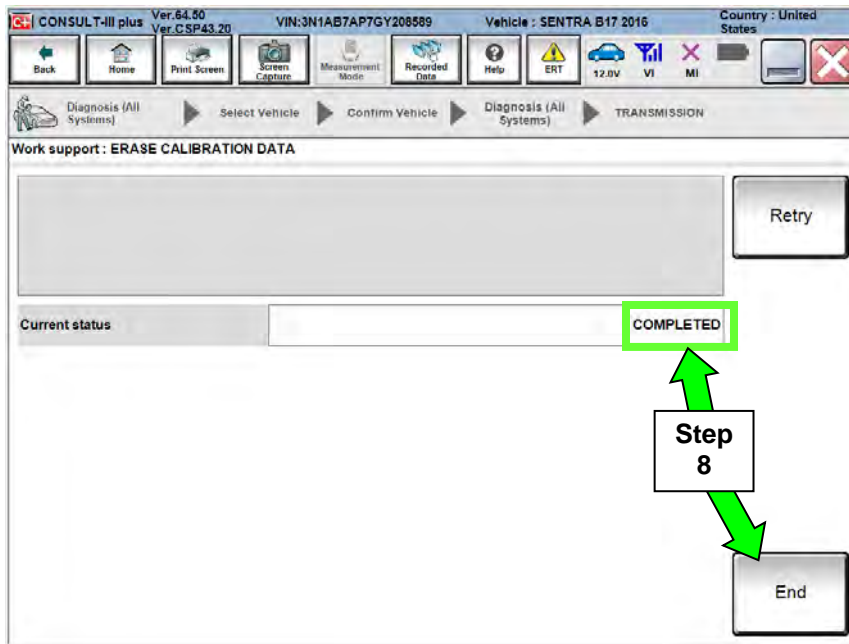 CONSULT-III plus Ver.64.50 VIN:3N1AB7AP7GY208589 Vehicle : SENTRA B17 2016 Country : United
Ver.CSP43.20 States
Back Home Print Screen Screen Capture Measurement Mode Recorded Data Help ERT 12.0V VI MI
Diagnosis (All Systems) Select Vehicle Confirm Vehicle Diagnosis (All Systems) TRANSMISSION
Work support : ERASE CALIBRATION DATA
Retry
Current status COMPLETED
Step
8
End